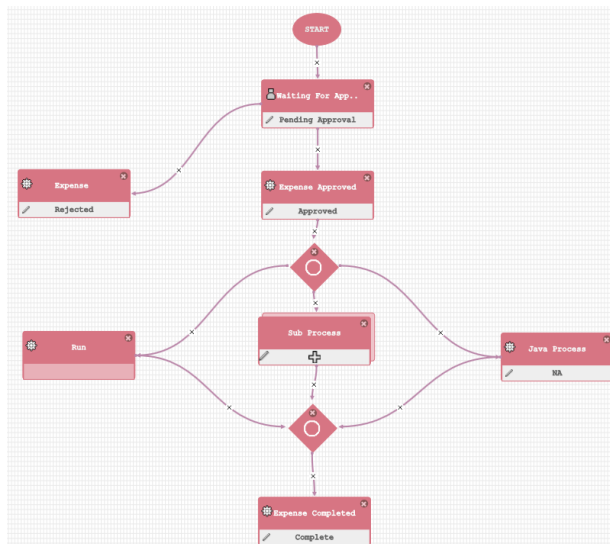 START
Waiting For App..
Pending Approval
Expense
Rejected
Expense Approved
Approved
Run
Sub Process
Java Process
NA
Expense Completed
Complete